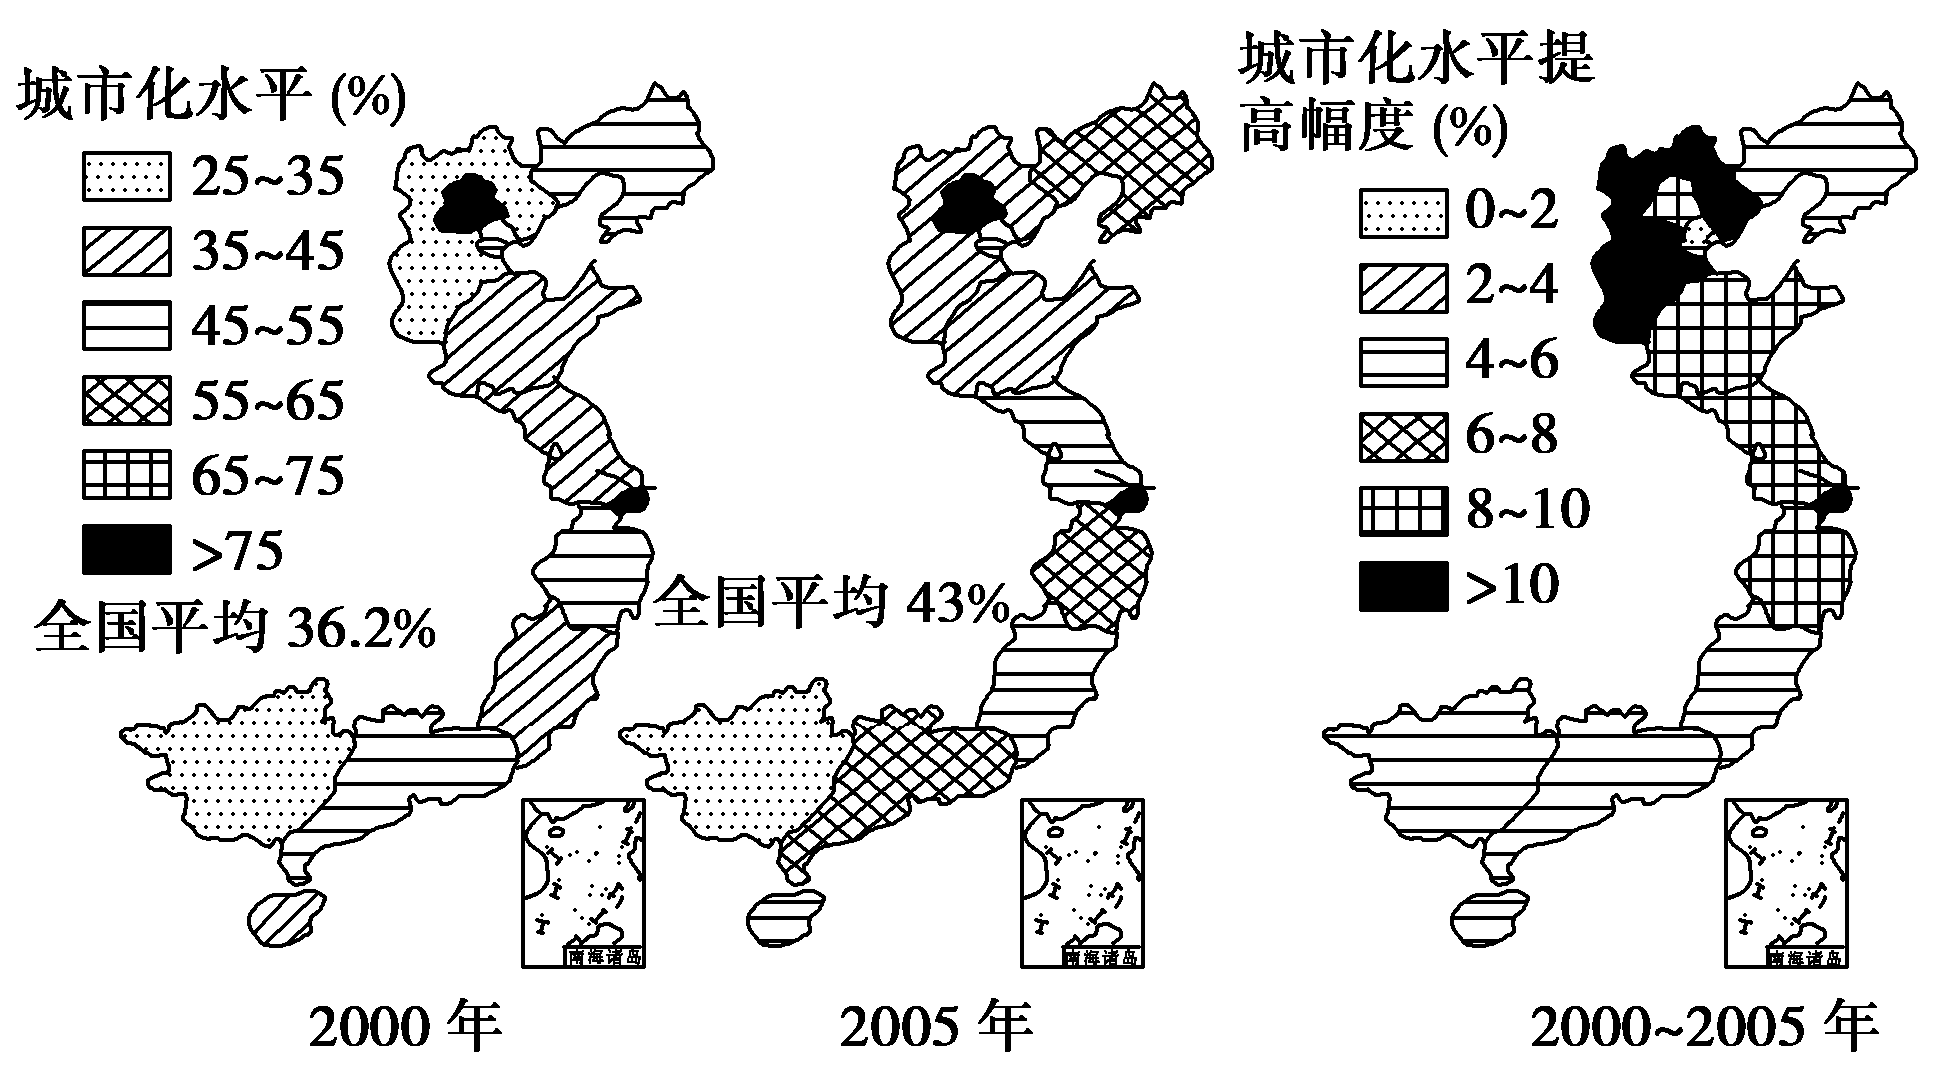 城市化水平 (%)
25~35
35~45
45~55
55~65
65~75
>75
全国平均 36.2%
南海诸岛
2000 年
全国平均 43%
南海诸岛
2005 年
城市化水平提
高幅度 (%)
0~2
2~4
4~6
6~8
8~10
>10
南海诸岛
2000~2005 年